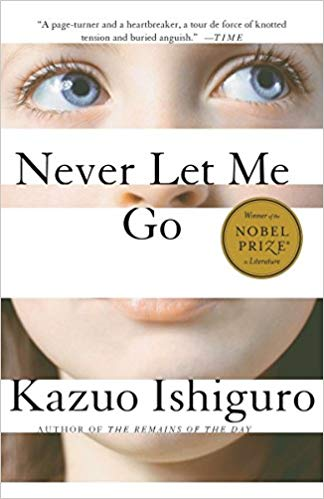 "A page-turner and a heartbreaker, a tour de force of knotted
tension and buried anguish." —TIME
Never Let Me
Go
Winner of the
NOBEL
PRIZE®
in Literature
Kazuo Ishiguro
AUTHOR OF THE REMAINS OF THE DAY